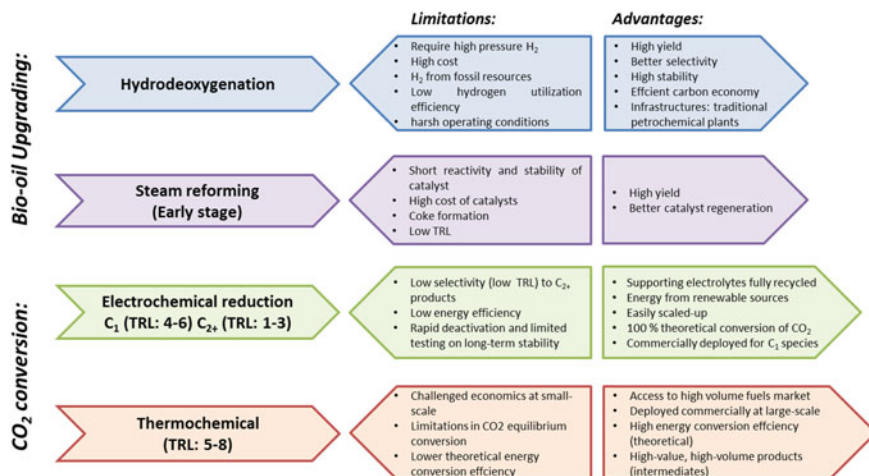 Limitations:
Advantages:
Bio-oil Upgrading:
Hydrodeoxygenation
• Require high pressure H₂
• High cost
• H₂ from fossil resources
• Low hydrogen utilization
efficiency
• harsh operating conditions
• High yield
• Better selectivity
• High stability
• Effcient carbon economy
• Infrastructures: traditional
petrochemical plants
Steam reforming
(Early stage)
• Short reactivity and stability of
catalyst
• High cost of catalysts
• Coke formation
• Low TRL
• High yield
• Better catalyst regeneration
CO₂ conversion:
Electrochemical reduction
C₁ (TRL: 4-6) C₂₊ (TRL: 1-3)
• Low selectivity (low TRL) to C₂₊
products
• Low energy efficiency
• Rapid deactivation and limited
testing on long-term stability
• Supporting electrolytes fully recycled
• Energy from renewable sources
• Easily scaled-up
• 100 % theoretical conversion of CO₂
• Commercially deployed for C₁ species
Thermochemical
(TRL: 5-8)
• Challenged economics at small-
scale
• Limitations in CO2 equilibrium
conversion
• Lower theoretical energy
conversion effciency
• Access to high volume fuels market
• Deployed commercially at large-scale
• High energy conversion effciency
(theoretical)
• High-value, high-volume products
(intermediates)